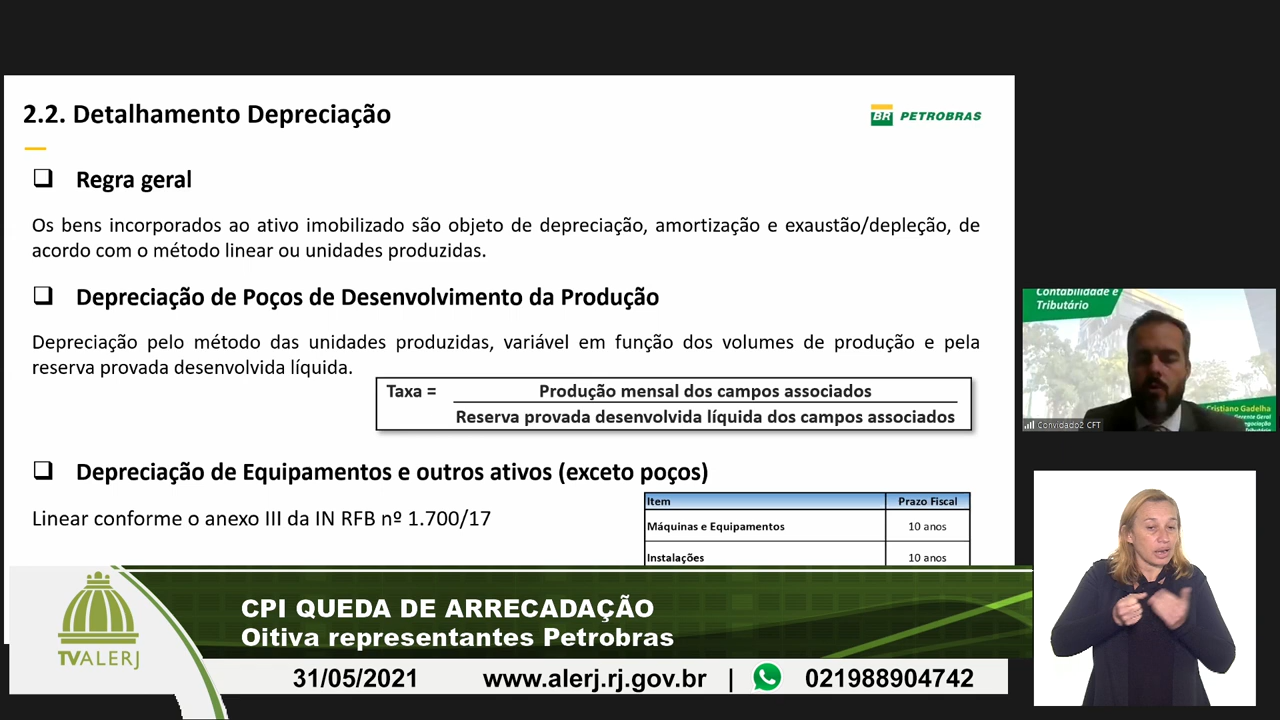 2.2. Detalhamento Depreciação
BR PETROBRAS
Regra geral
Os bens incorporados ao ativo imobilizado são objeto de depreciação, amortização e exaustão/depleção, de
acordo com o método linear ou unidades produzidas.
Depreciação de Poços de Desenvolvimento da Produção
Depreciação pelo método das unidades produzidas, variável em função dos volumes de produção e pela
reserva provada desenvolvida líquida.
Taxa =
Produção mensal dos campos associados
Reserva provada desenvolvida líquida dos campos associados
Depreciação de Equipamentos e outros ativos (exceto poços)
Linear conforme o anexo III da IN RFB nº 1.700/17
Item Prazo Fiscal
Máquinas e Equipamentos 10 anos
Instalações 10 anos
Contabilidade e
Tributário
Cristiano Gadelha
Gerente Geral
Tributário
Convidado2 CFT
TVALERJ
CPI QUEDA DE ARRECADAÇÃO
Oitiva representantes Petrobras
31/05/2021 www.alerj.rj.gov.br | 021988904742